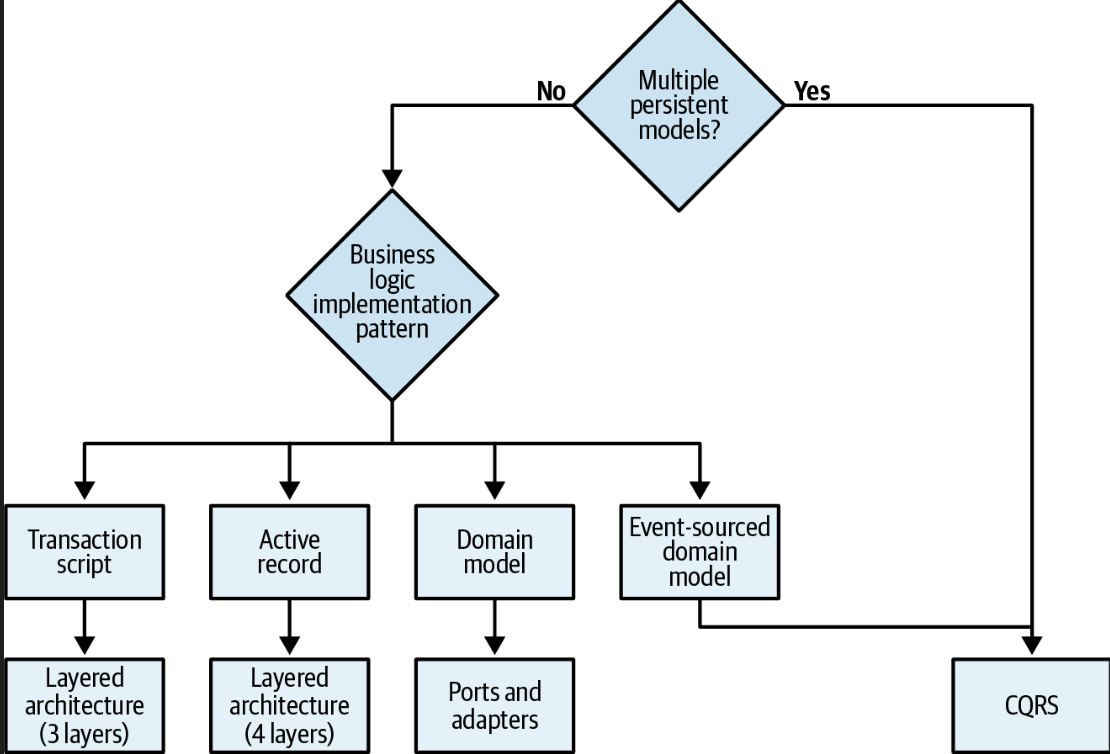 Multiple
persistent
models?
No
Yes
Business
logic
implementation
pattern
Transaction
script
Active
record
Domain
model
Event-sourced
domain
model
Layered
architecture
(3 layers)
Layered
architecture
(4 layers)
Ports and
adapters
CQRS